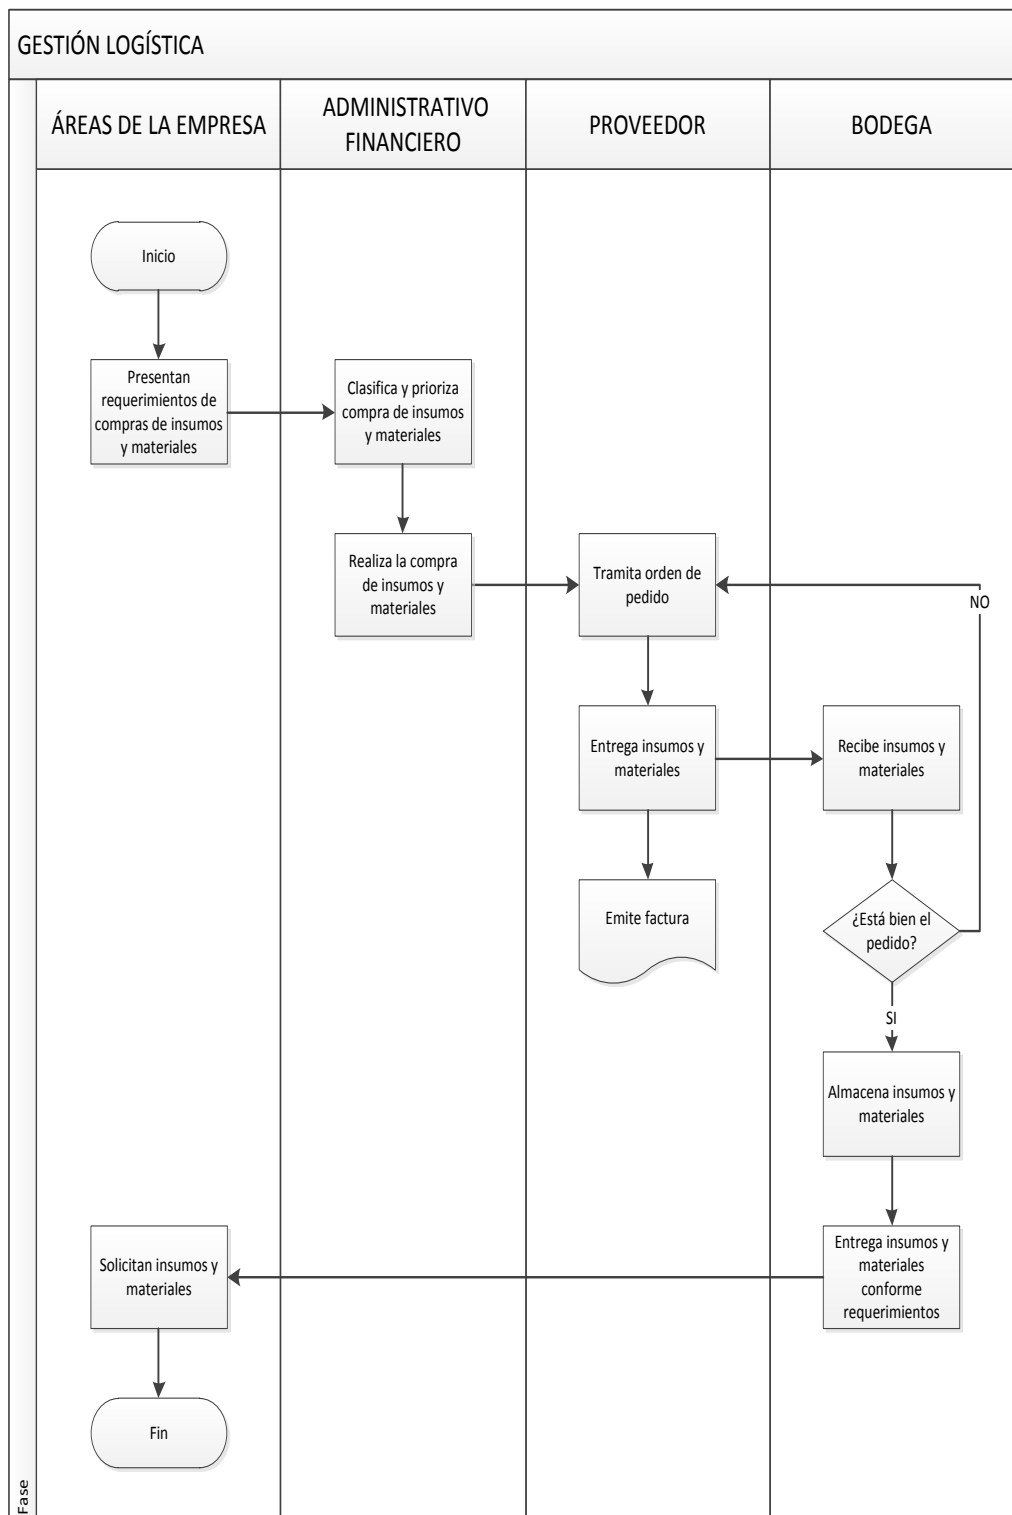 GESTIÓN LOGÍSTICA
ÁREAS DE LA EMPRESA
ADMINISTRATIVO
FINANCIERO
PROVEEDOR
BODEGA
Inicio
Presentan
requerimientos de
compras de insumos
y materiales
Clasifica y prioriza
compra de insumos
y materiales
Realiza la compra
de insumos y
materiales
Tramita orden de
pedido
NO
Entrega insumos y
materiales
Recibe insumos y
materiales
Emite factura
¿Está bien el
pedido?
SI
Almacena insumos y
materiales
Entrega insumos y
materiales
conforme
requerimientos
Solicitan insumos y
materiales
Fin
Fase